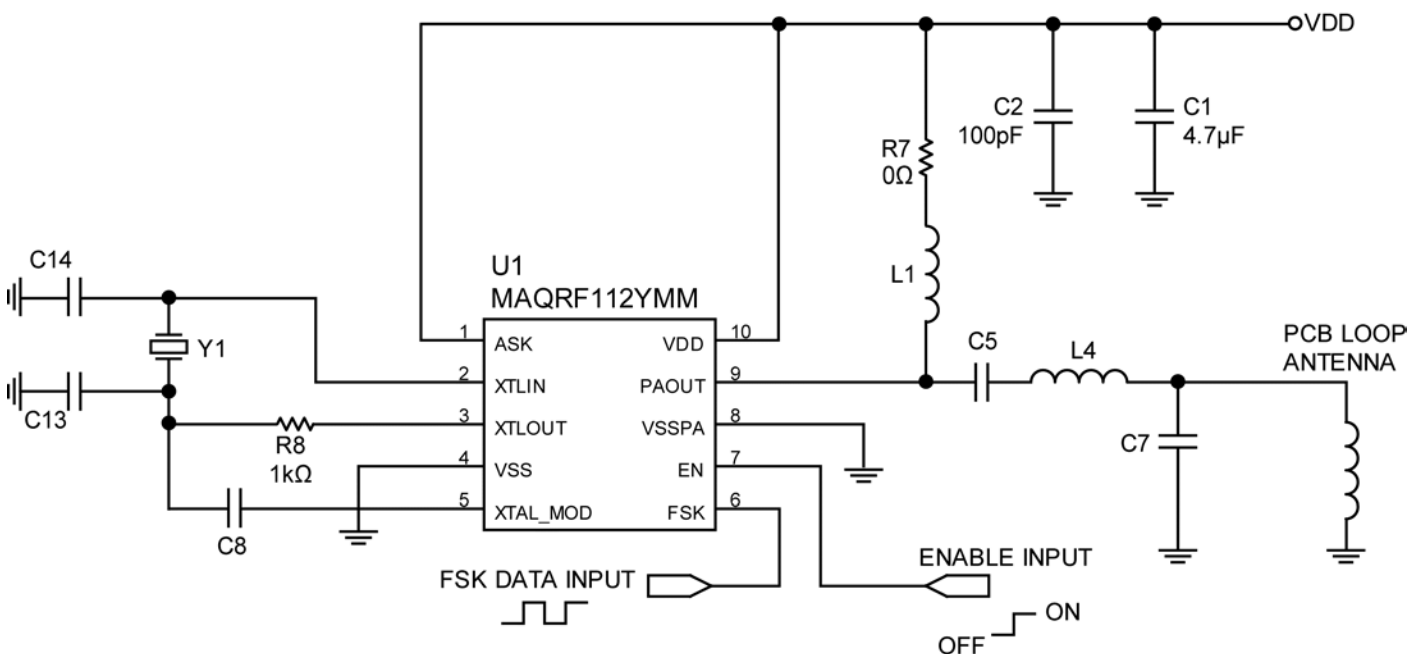 VDD
C2
100pF
C1
4.7µF
R7
0Ω
L1
U1
MAQRF112YMM
C14
Y1
C13
R8
1kΩ
C8
1
ASK
2
XTLIN
3
XTLOUT
4
VSS
5
XTAL_MOD
VDD
10
PAOUT
9
VSSPA
8
EN
7
FSK
6
C5
L4
C7
PCB LOOP
ANTENNA
FSK DATA INPUT
ENABLE INPUT
ON
OFF